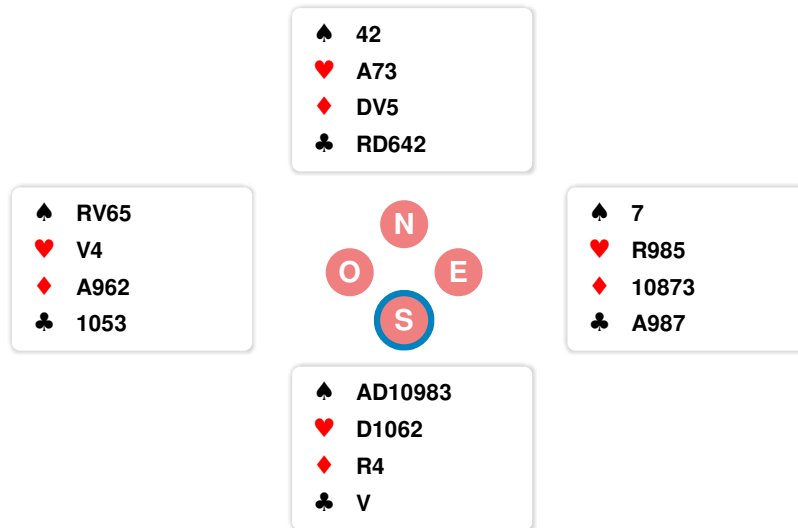 ♠ 42
♥ A73
♦ DV5
♣ RD642
♠ RV65
♥ V4
♦ A962
♣ 1053
N
O
E
S
♠ 7
♥ R985
♦ 10873
♣ A987
♠ AD10983
♥ D1062
♦ R4
♣ V